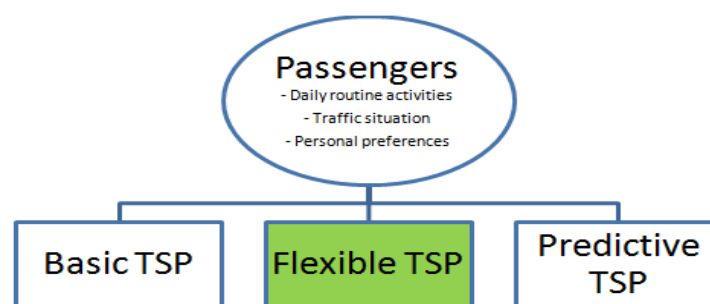 Passengers
- Daily routine activities
- Traffic situation
- Personal preferences
Basic TSP
Flexible TSP
Predictive
TSP